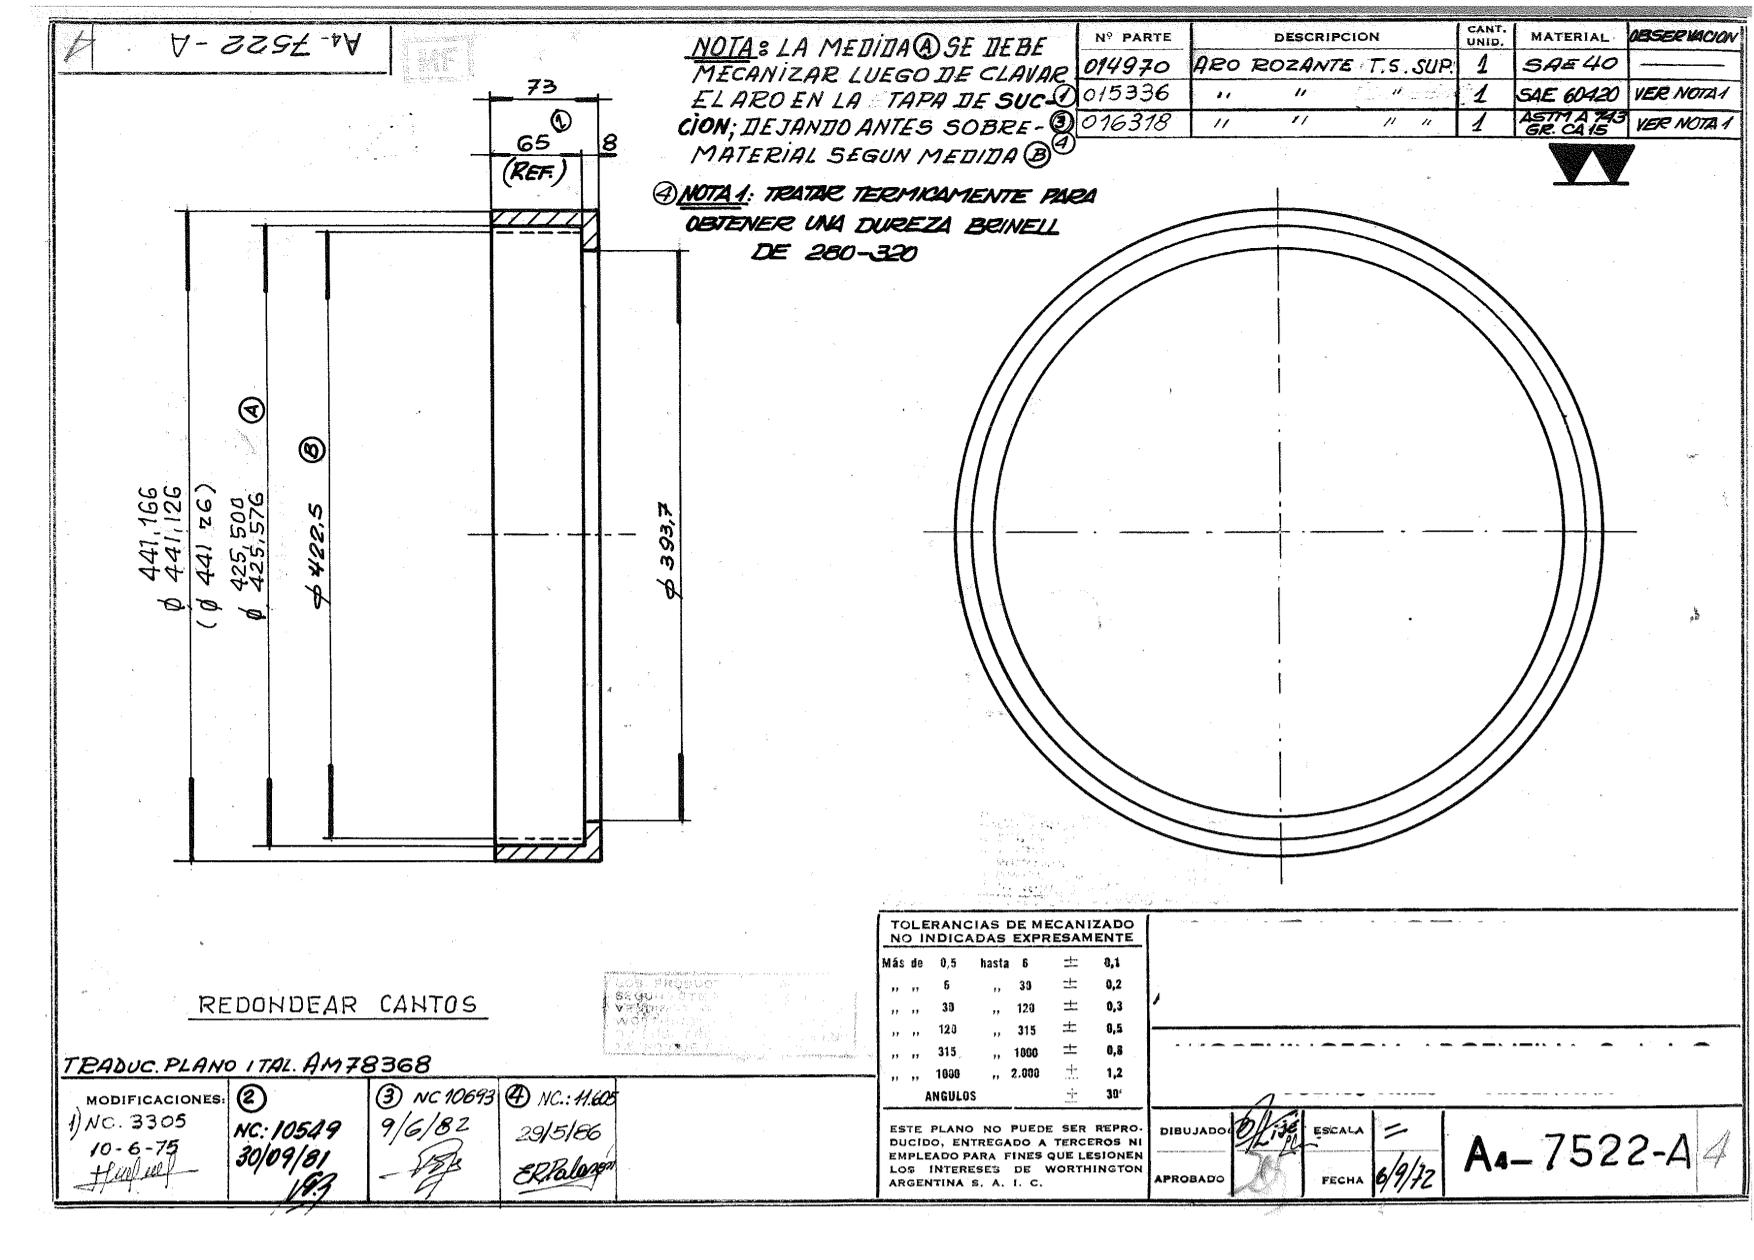 A4- 7522 -A
4
NOTA: LA MEDIDA Ⓐ SE DEBE
MECANIZAR LUEGO DE CLAVAR
EL ARO EN LA TAPA DE SUC-
CION; DEJANDO ANTES SOBRE-
MATERIAL SEGUN MEDIDA Ⓑ ④
④ NOTA 1: TRATAR TERMICAMENTE PARA
OBTENER UNA DUREZA BRINELL
DE 280-320
Nº PARTE DESCRIPCION CANT. UNID. MATERIAL OBSERVACION
014970 ARO ROZANTE T.S. SUP. 1 SAE 40 ——
① 015336 " " " 1 SAE 60420 VER NOTA 1
③ 016318 " " " " 1 ASTM A 743 GR. CA 15 VER NOTA 1
73
②
65 8
(REF.)
441,166
ϕ 441,126
(ϕ 441 z6)
425,500
ϕ 425,576 Ⓐ
ϕ 422,5 Ⓑ
ϕ 393,7
REDONDEAR CANTOS
TRADUC. PLANO ITAL. AM78368
MODIFICACIONES:
1) NC. 3305
10-6-75
②
NC: 10549
30/09/81
③ NC 10693
9/6/82
④ NC.: 11.605
29/5/86
TOLERANCIAS DE MECANIZADO
NO INDICADAS EXPRESAMENTE
Más de 0,5 hasta 6 ± 0,1
,, ,, 6 ,, 30 ± 0,2
,, ,, 30 ,, 120 ± 0,3
,, ,, 120 ,, 315 ± 0,5
,, ,, 315 ,, 1000 ± 0,8
,, ,, 1000 ,, 2.000 ± 1,2
ANGULOS ± 30'
ESTE PLANO NO PUEDE SER REPRO-
DUCIDO, ENTREGADO A TERCEROS NI
EMPLEADO PARA FINES QUE LESIONEN
LOS INTERESES DE WORTHINGTON
ARGENTINA S. A. I. C.
DIBUJADO ESCALA =
APROBADO FECHA 6/9/72
A4-7522-A 4